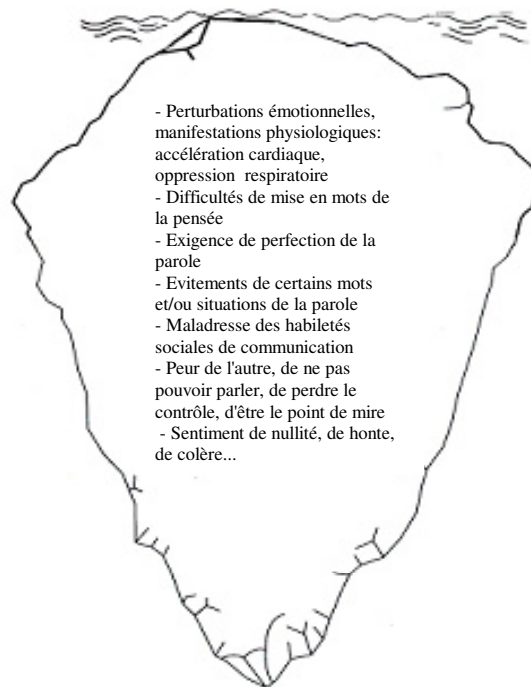 - Perturbations émotionnelles,
manifestations physiologiques:
accélération cardiaque,
oppression respiratoire
- Difficultés de mise en mots de
la pensée
- Exigence de perfection de la
parole
- Evitements de certains mots
et/ou situations de la parole
- Maladresse des habiletés
sociales de communication
- Peur de l'autre, de ne pas
pouvoir parler, de perdre le
contrôle, d'être le point de mire
- Sentiment de nullité, de honte,
de colère...